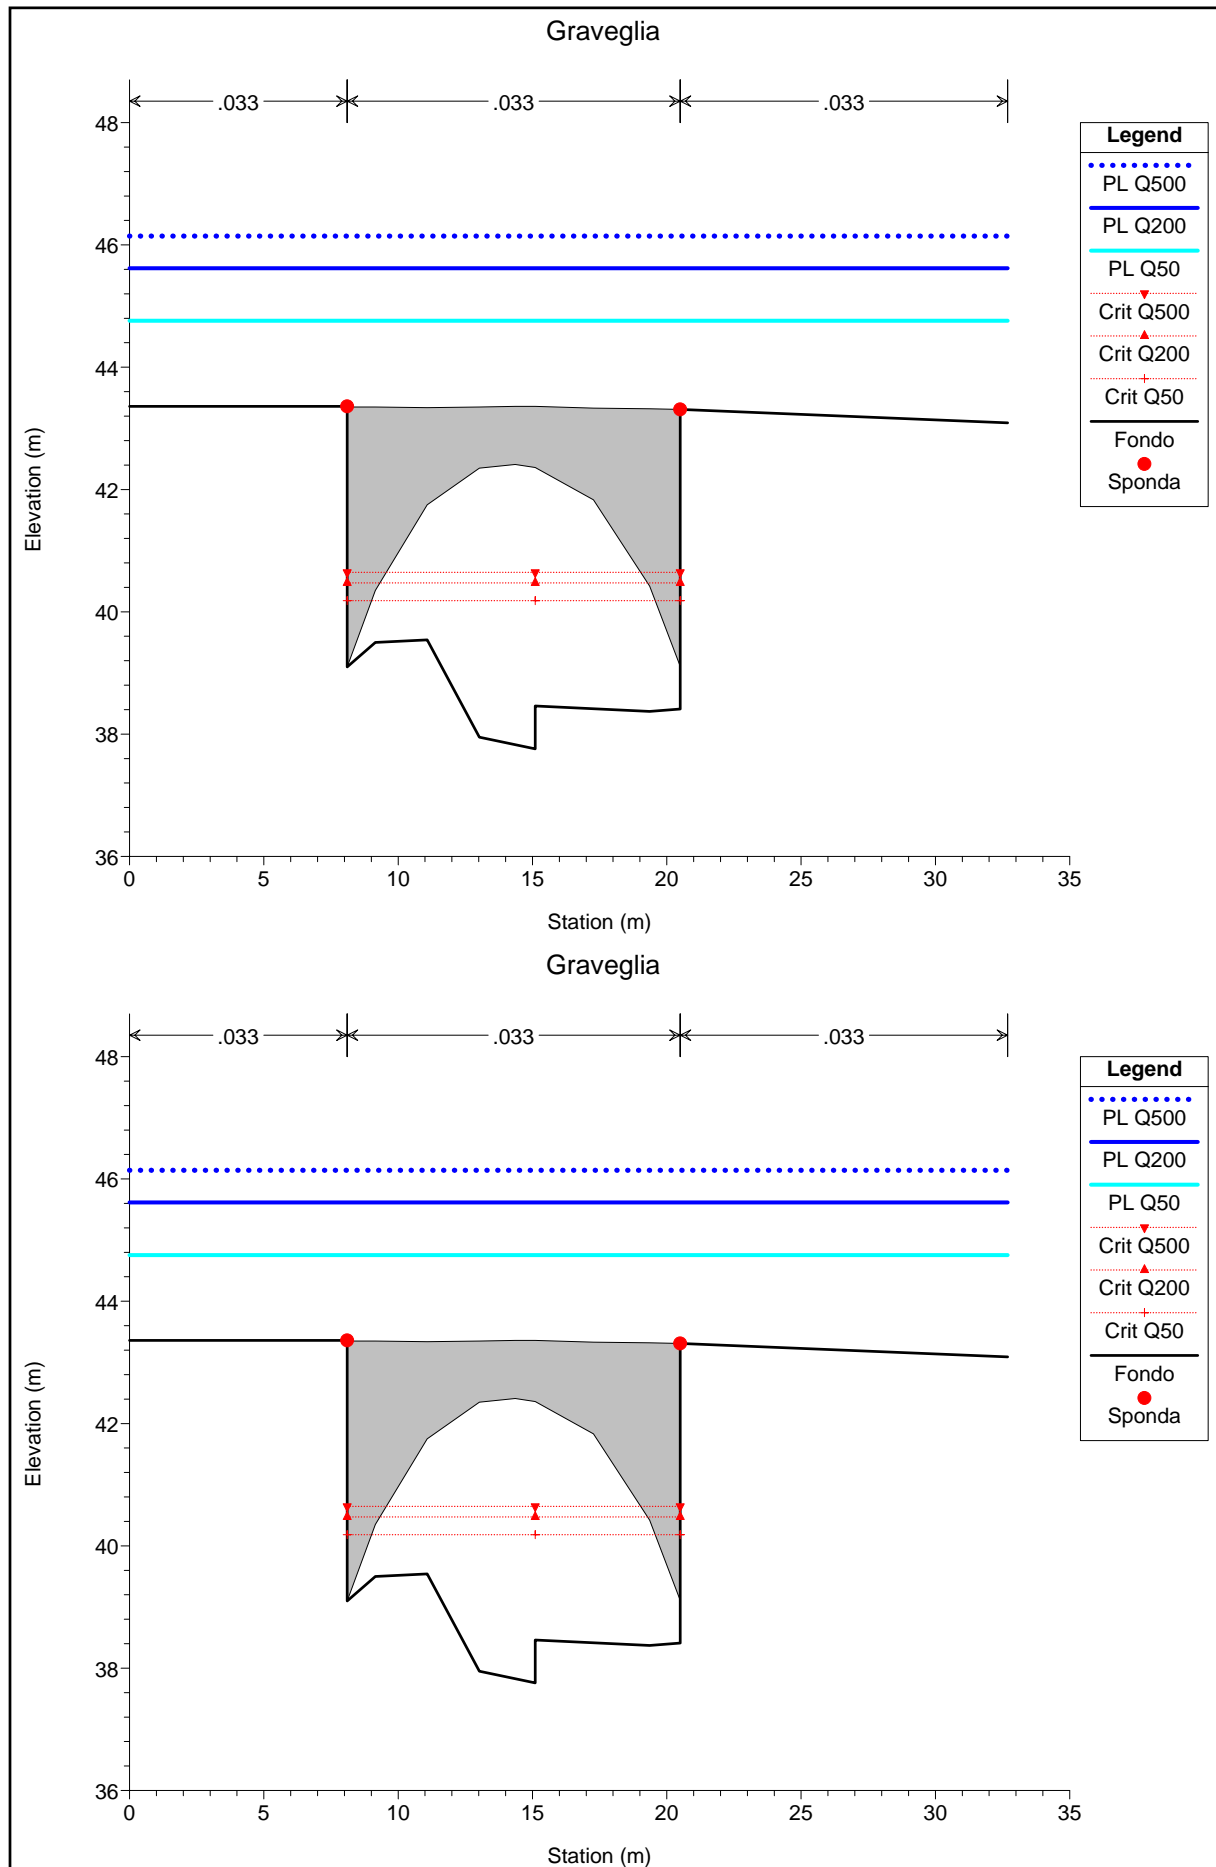 Graveglia
.033 .033 .033
48
46
44
42
40
38
36
Elevation (m)
0 5 10 15 20 25 30 35
Station (m)
Legend
PL Q500
PL Q200
PL Q50
Crit Q500
Crit Q200
Crit Q50
Fondo
Sponda
Graveglia
.033 .033 .033
48
46
44
42
40
38
36
Elevation (m)
0 5 10 15 20 25 30 35
Station (m)
Legend
PL Q500
PL Q200
PL Q50
Crit Q500
Crit Q200
Crit Q50
Fondo
Sponda